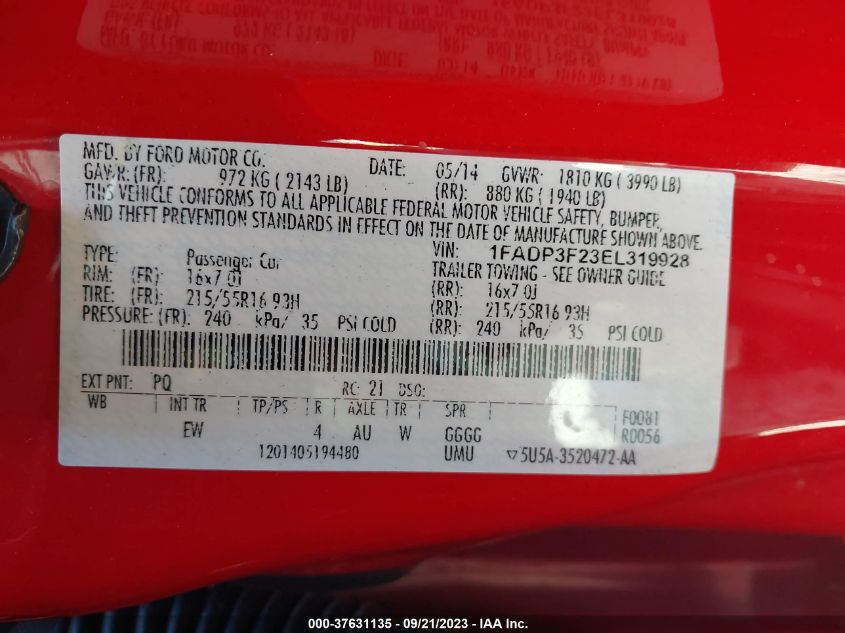 MFD. BY FORD MOTOR CO.
DATE: 05/14 GVWR: 1810 KG ( 3990 LB)
GAWR: (FR): 972 KG ( 2143 LB) (RR): 880 KG ( 1940 LB)
THIS VEHICLE CONFORMS TO ALL APPLICABLE FEDERAL MOTOR VEHICLE SAFETY, BUMPER,
AND THEFT PREVENTION STANDARDS IN EFFECT ON THE DATE OF MANUFACTURE SHOWN ABOVE.
VIN: 1FADP3F23EL319928
TYPE: Passenger Car TRAILER TOWING - SEE OWNER GUIDE
RIM: (FR): 16x7.0J (RR): 16x7.0J
TIRE: (FR): 215/55R16 93H (RR): 215/55R16 93H
PRESSURE: (FR): 240 kPa/ 35 PSI COLD (RR): 240 kPa/ 35 PSI COLD
EXT PNT: PQ RC: 21 DSO:
WB INT TR TP/PS R AXLE TR SPR F0081
EW 4 AU W GGGG R0056
1201405194480 UMU ▽5U5A-3520472-AA
000-37631135 - 09/21/2023 - IAA Inc.